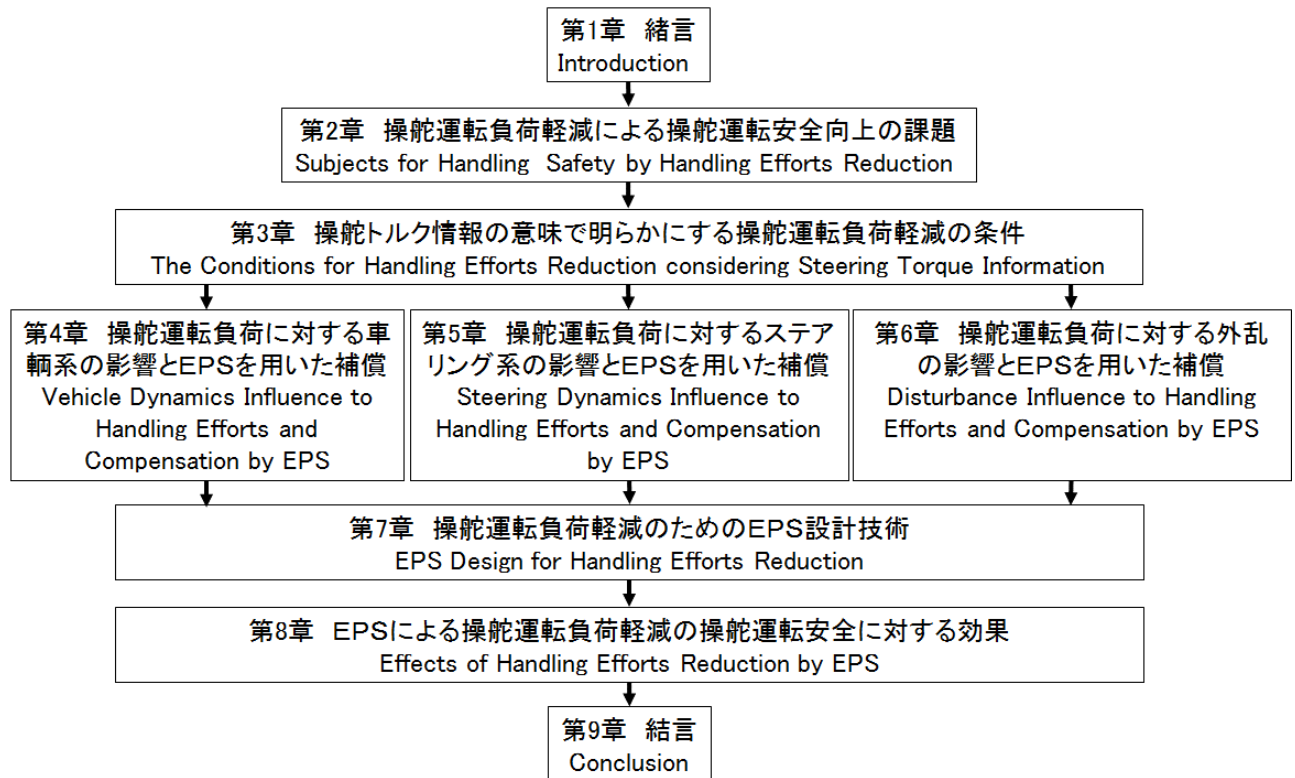 第1章 緒言
Introduction
第2章 操舵運転負荷軽減による操舵運転安全向上の課題
Subjects for Handling Safety by Handling Efforts Reduction
第3章 操舵トルク情報の意味で明らかにする操舵運転負荷軽減の条件
The Conditions for Handling Efforts Reduction considering Steering Torque Information
第4章 操舵運転負荷に対する車
輌系の影響とEPSを用いた補償
Vehicle Dynamics Influence to
Handling Efforts and
Compensation by EPS
第5章 操舵運転負荷に対するステア
リング系の影響とEPSを用いた補償
Steering Dynamics Influence to
Handling Efforts and Compensation
by EPS
第6章 操舵運転負荷に対する外乱
の影響とEPSを用いた補償
Disturbance Influence to Handling
Efforts and Compensation by EPS
第7章 操舵運転負荷軽減のためのEPS設計技術
EPS Design for Handling Efforts Reduction
第8章 EPSによる操舵運転負荷軽減の操舵運転安全に対する効果
Effects of Handling Efforts Reduction by EPS
第9章 結言
Conclusion